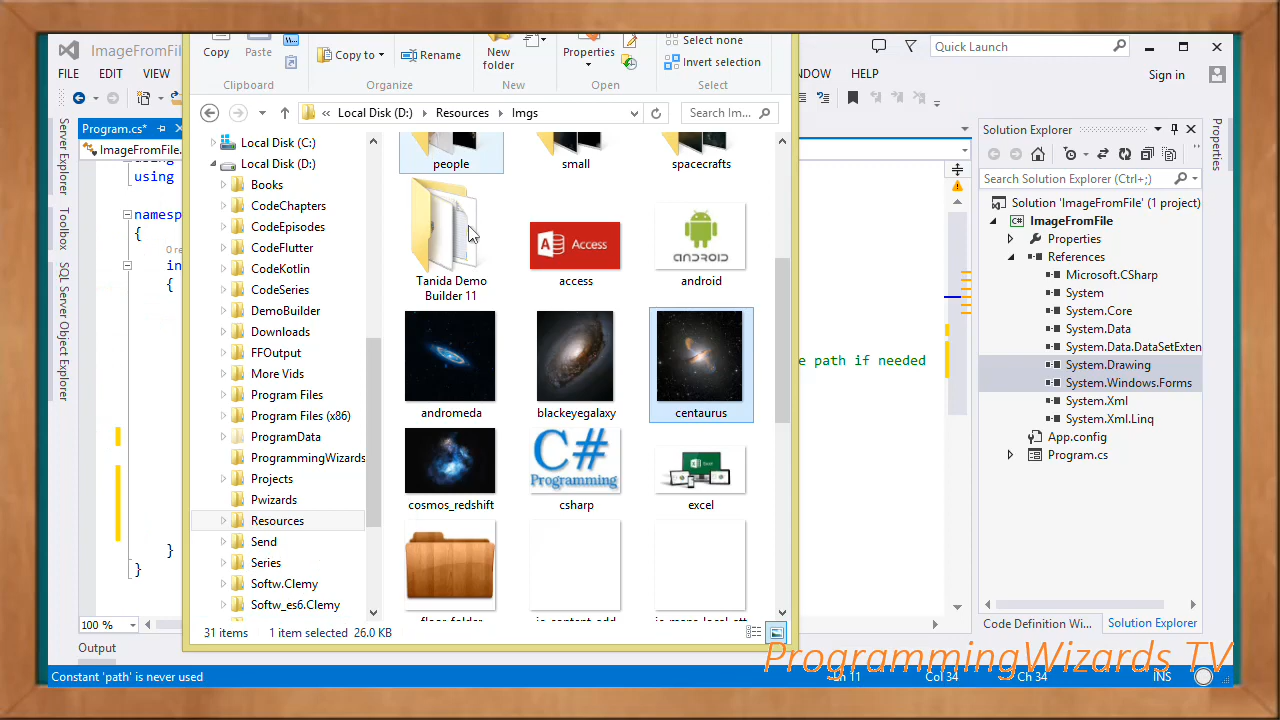 ImageFromFil
Quick Launch
FILE
EDIT
VIEW
NDOW
HELP
Sign in
Copy
Paste
Copy to
Rename
New
folder
Properties
Select none
Invert selection
Clipboard
Organize
New
Open
Select
« Local Disk (D:) Resources Imgs
Search Im...
Program.cs*
ImageFromFile.
Server Explorer
Toolbox
SQL Server Object Explorer
using
namesp
{
0 re
in
{
}
}
100 %
Output
Local Disk (C:)
Local Disk (D:)
Books
CodeChapters
CodeEpisodes
CodeFlutter
CodeKotlin
CodeSeries
DemoBuilder
Downloads
FFOutput
More Vids
Program Files
Program Files (x86)
ProgramData
ProgrammingWizards
Projects
Pwizards
Resources
Send
Series
Softw.Clemy
Softw_es6.Clemy
people
small
spacecrafts
Tanida Demo
Builder 11
Access
access
android
android
andromeda
blackeyegalaxy
centaurus
cosmos_redshift
C#
Programming
csharp
excel
31 items
1 item selected 26.0 KB
e path if needed
Solution Explorer
Search Solution Explorer (Ctrl+;)
Solution 'ImageFromFile' (1 project)
C# ImageFromFile
Properties
References
Microsoft.CSharp
System
System.Core
System.Data
System.Data.DataSetExten
System.Drawing
System.Windows.Forms
System.Xml
System.Xml.Linq
App.config
Program.cs
Code Definition Wi...
Solution Explorer
Properties
ProgrammingWizards TV
Constant 'path' is never used
Ln 11
Col 34
Ch 34
INS